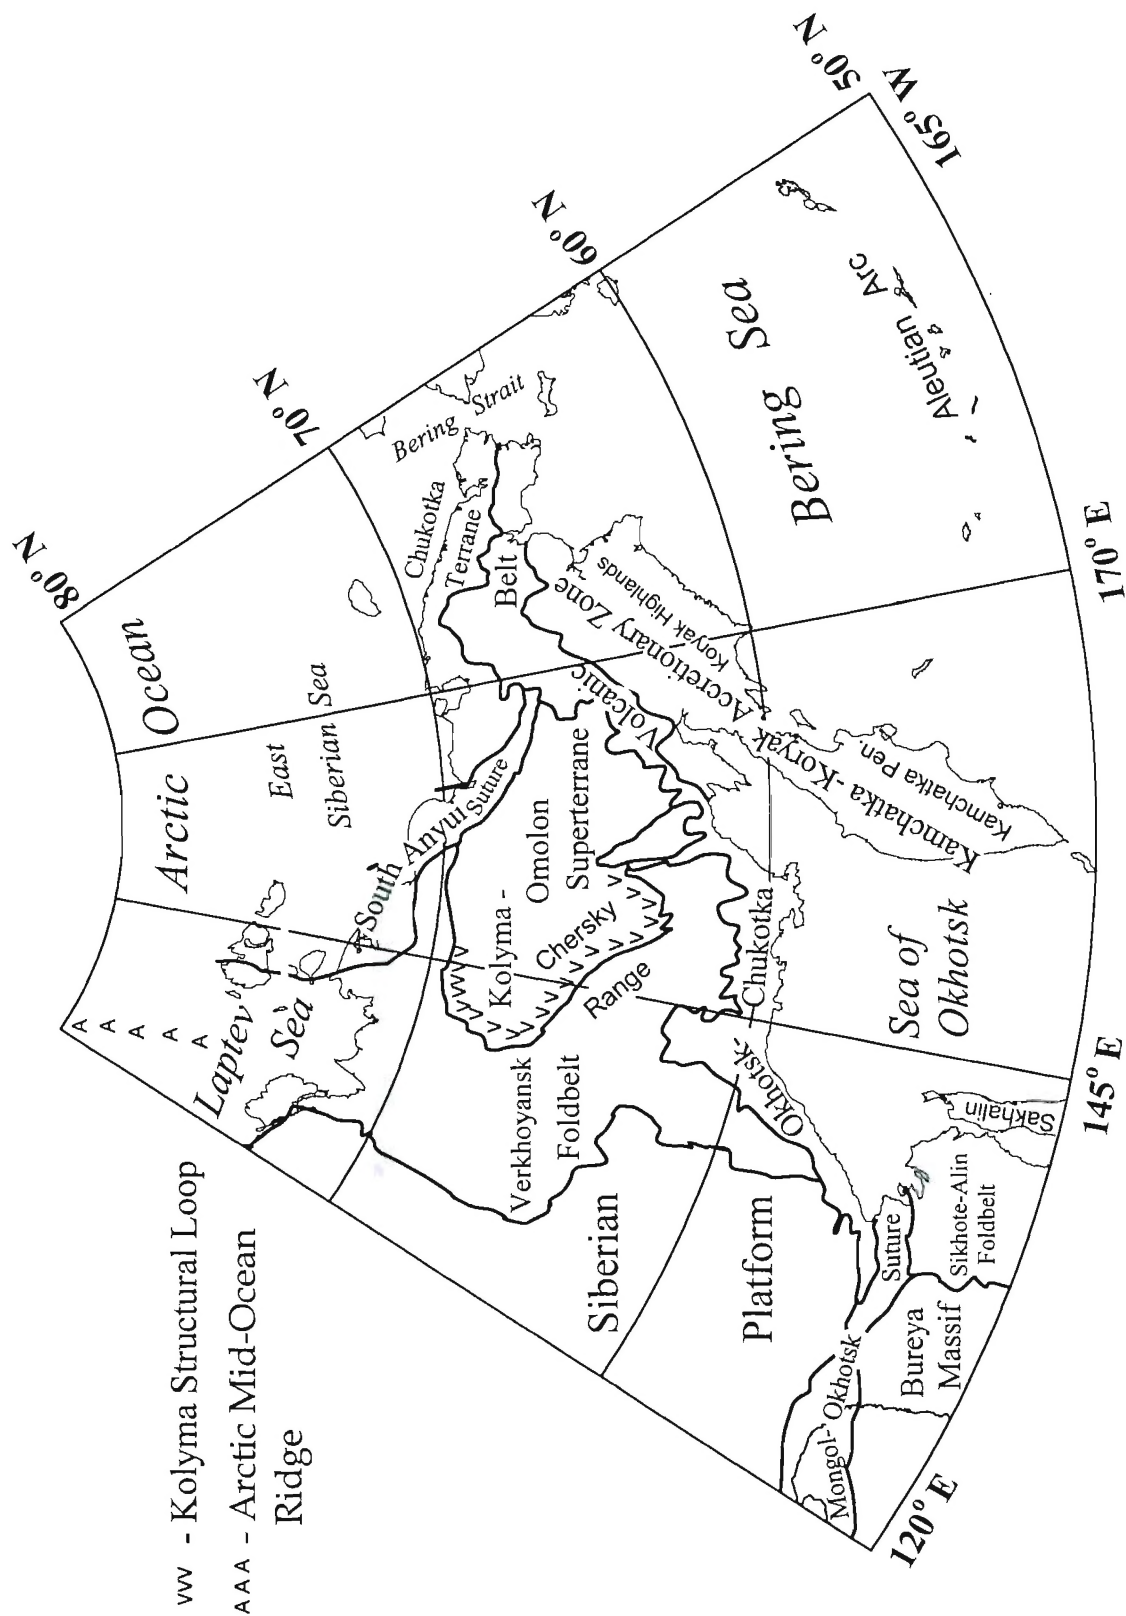 80° N
70° N
60° N
50° N
165° W
170° E
145° E
120° E
Arctic
Ocean
East
Siberian Sea
Laptev
Sea
Bering
Strait
Bering Sea
Aleutian Arc
Chukotka
Terrane
South Anyui
Suture
Kolyma -
Omolon
Superterrane
Chersky
Range
Verkhoyansk
Foldbelt
Siberian
Platform
Okhotsk-
Chukotka
Volcanic
Belt
Kamchatka - Koryak
Accretionary Zone
Koryak Highlands
Kamchatka Pen.
Sea of
Okhotsk
Sakhalin
Sikhote-Alin
Foldbelt
Mongol- Okhotsk
Suture
Bureya
Massif
A
A
A
A
A
VVV - Kolyma Structural Loop
AAA - Arctic Mid-Ocean
Ridge